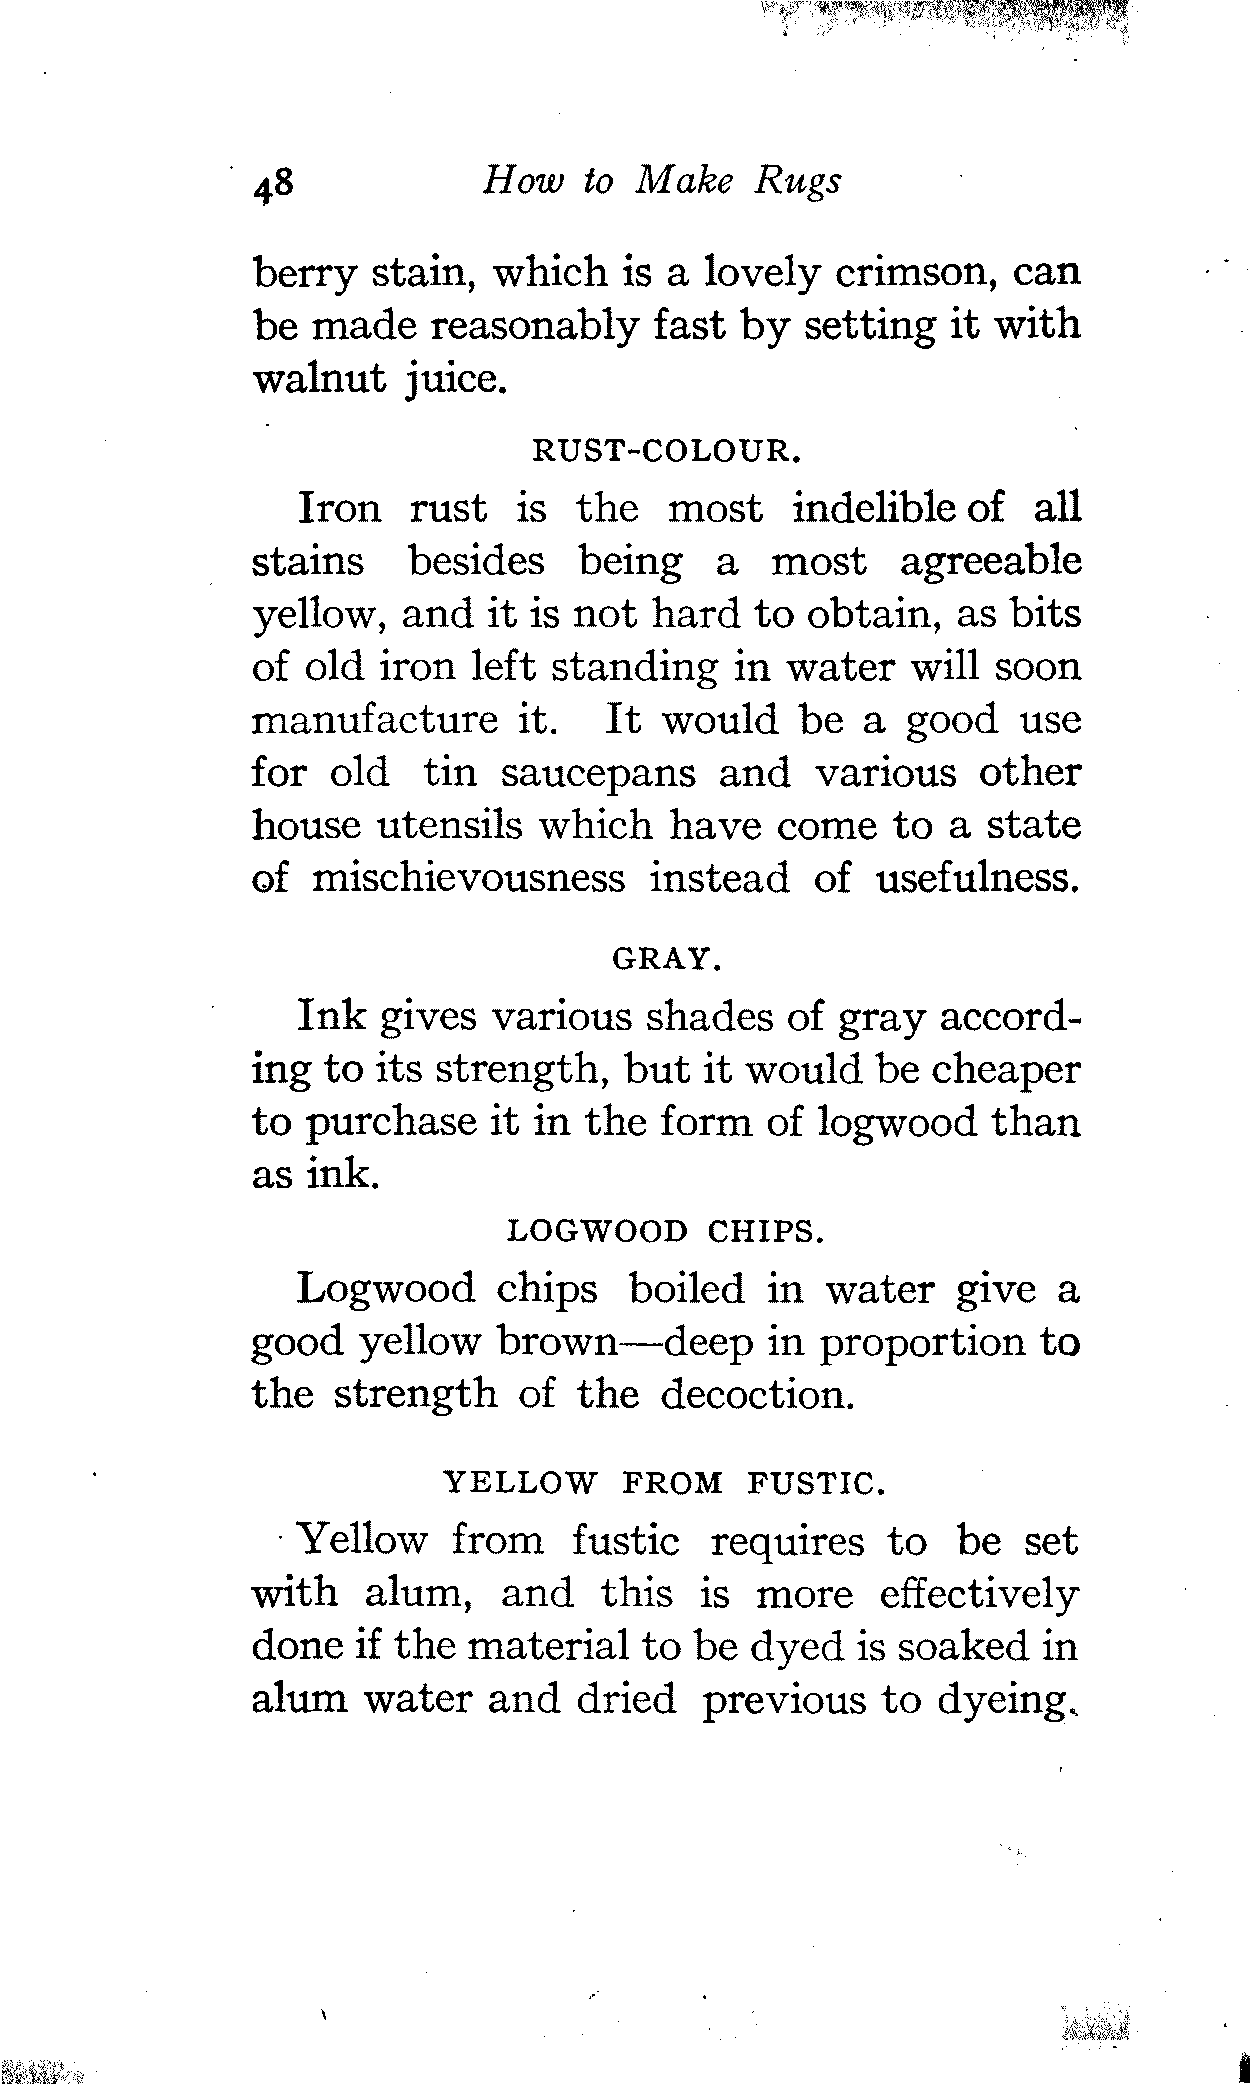 48 How to Make Rugs
berry stain, which is a lovely crimson, can
be made reasonably fast by setting it with
walnut juice.
RUST-COLOUR.
Iron rust is the most indelible of all
stains besides being a most agreeable
yellow, and it is not hard to obtain, as bits
of old iron left standing in water will soon
manufacture it. It would be a good use
for old tin saucepans and various other
house utensils which have come to a state
of mischievousness instead of usefulness.
GRAY.
Ink gives various shades of gray accord-
ing to its strength, but it would be cheaper
to purchase it in the form of logwood than
as ink.
LOGWOOD CHIPS.
Logwood chips boiled in water give a
good yellow brown—deep in proportion to
the strength of the decoction.
YELLOW FROM FUSTIC.
Yellow from fustic requires to be set
with alum, and this is more effectively
done if the material to be dyed is soaked in
alum water and dried previous to dyeing.